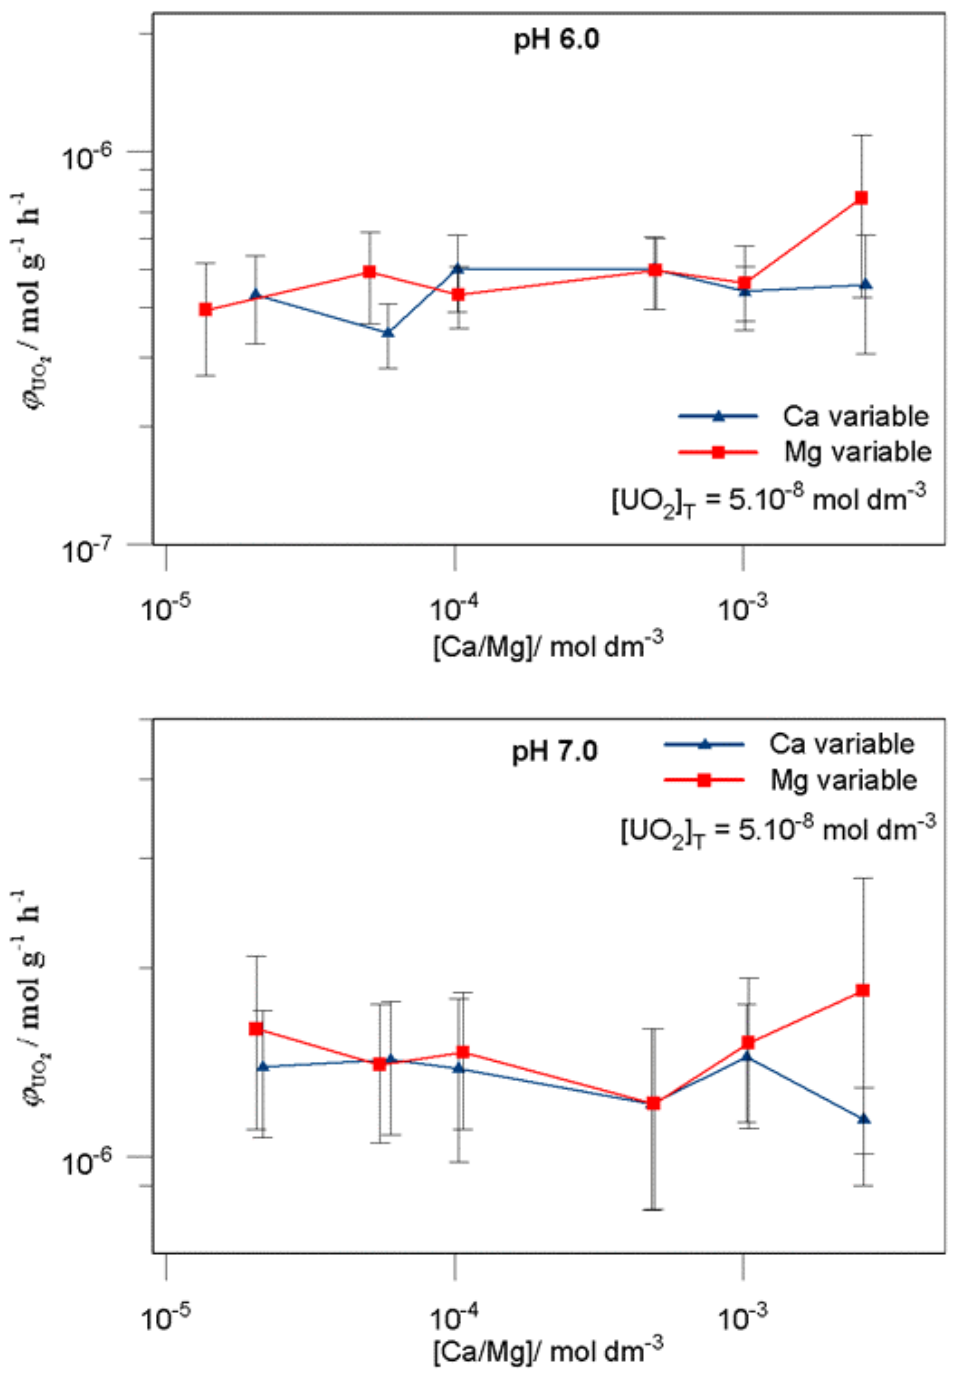 pH 6.0
10⁻⁶
φUO₂ / mol g⁻¹ h⁻¹
Ca variable
Mg variable
[UO₂]T = 5.10⁻⁸ mol dm⁻³
10⁻⁷
10⁻⁵ 10⁻⁴ 10⁻³
[Ca/Mg]/ mol dm⁻³
pH 7.0
Ca variable
Mg variable
[UO₂]T = 5.10⁻⁸ mol dm⁻³
φUO₂ / mol g⁻¹ h⁻¹
10⁻⁶
10⁻⁵ 10⁻⁴ 10⁻³
[Ca/Mg]/ mol dm⁻³